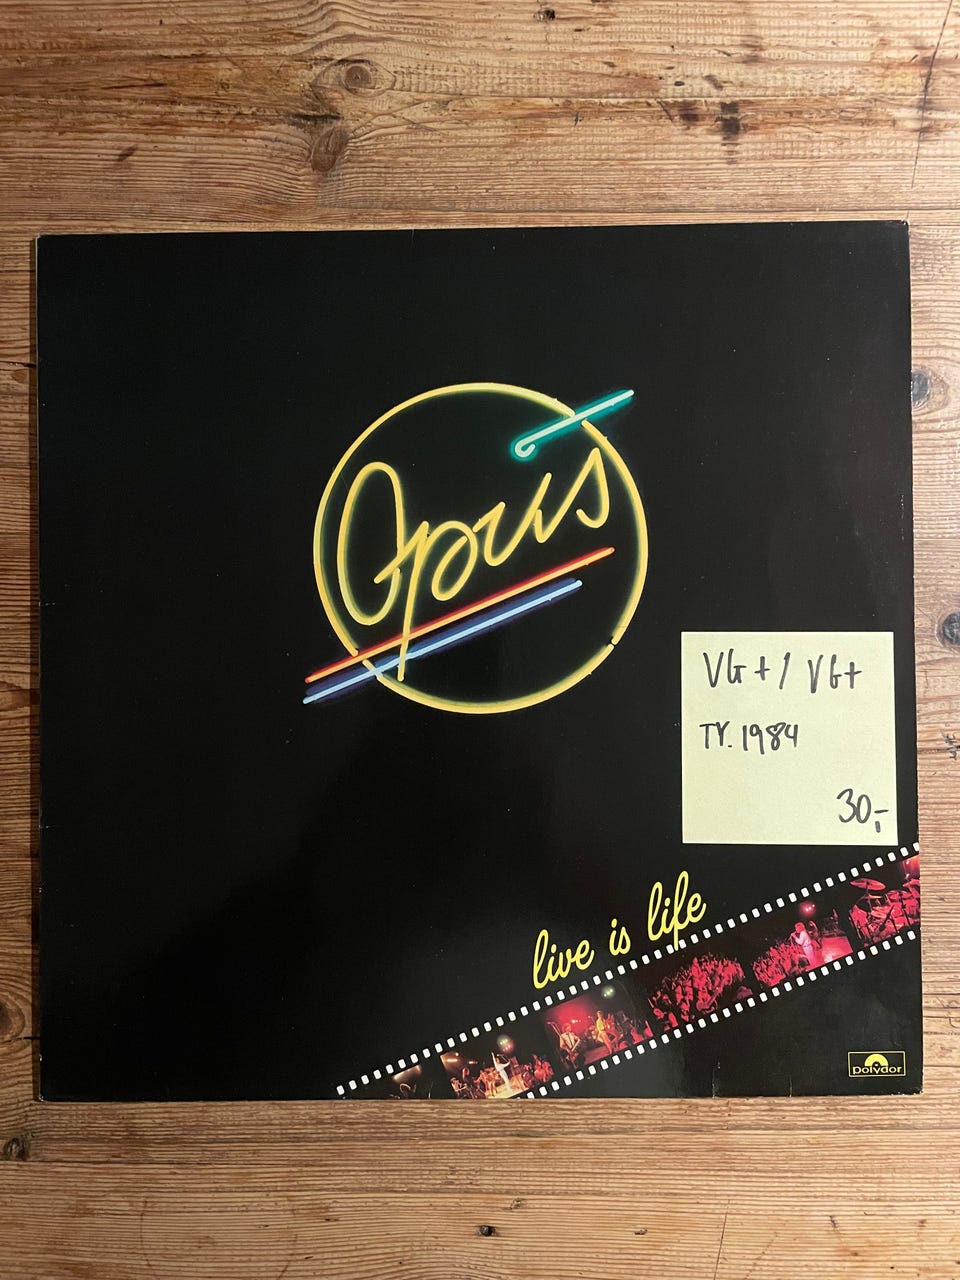 Opus
VG+/VG+
TY. 1984
30,-
live is life
polydor